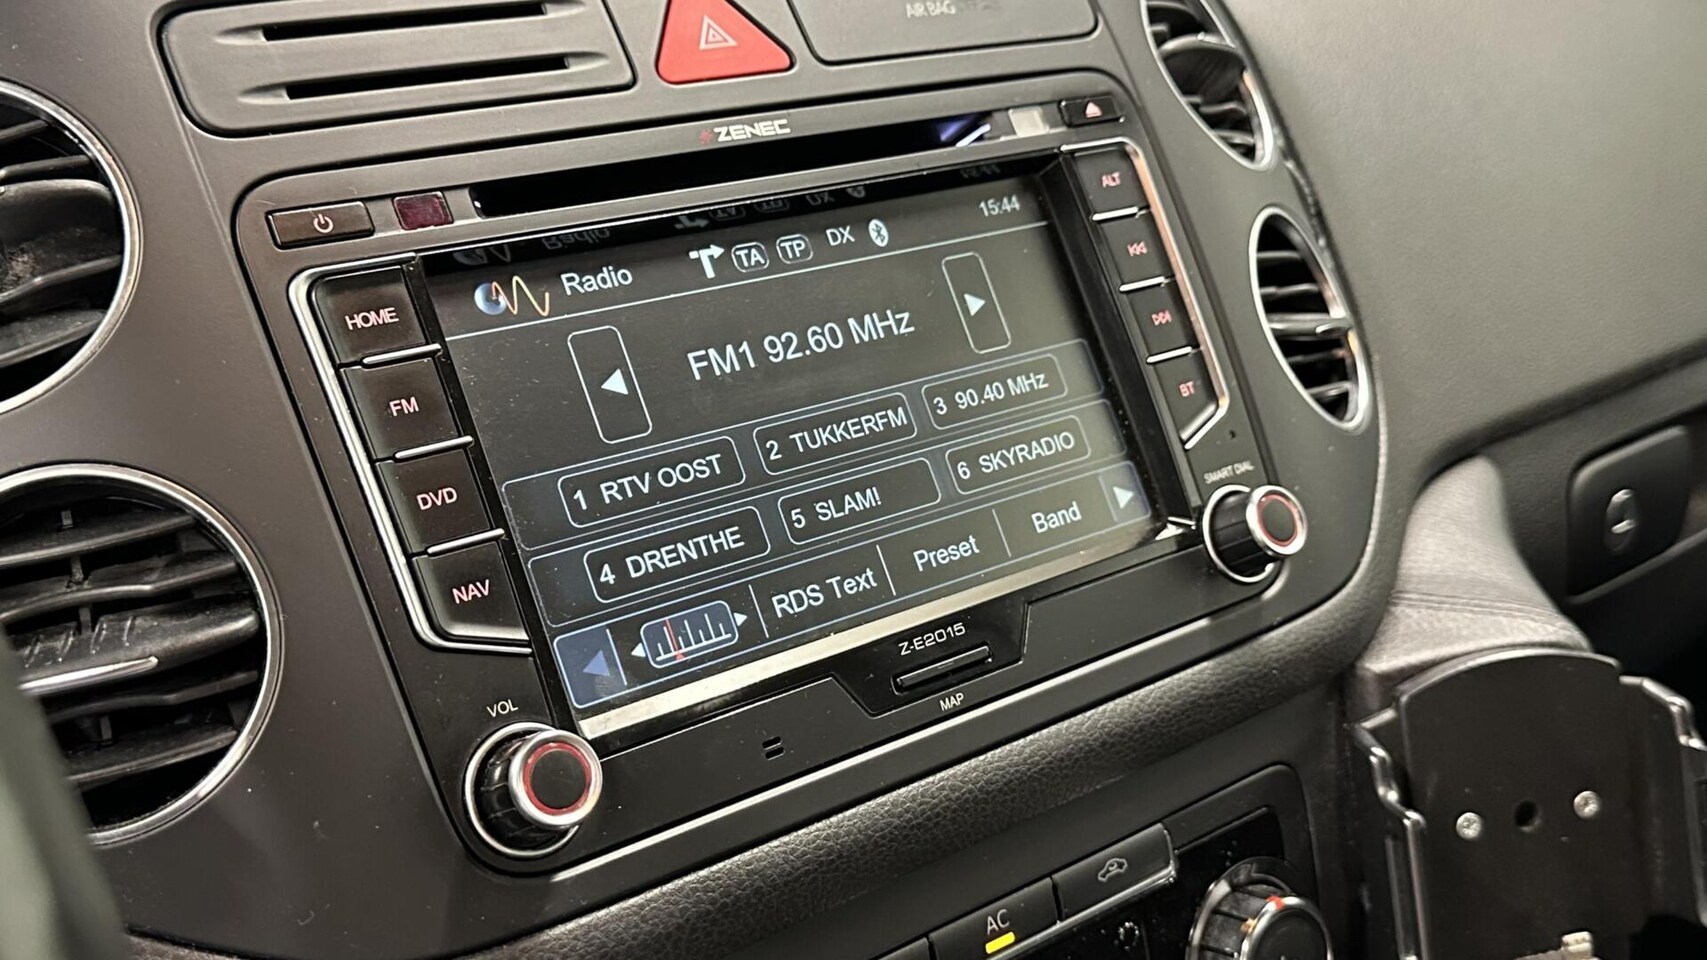 AIR BAG
ZENEC
15:44
Radio TA TP DX
HOME
FM
DVD
NAV
FM1 92.60 MHz
1 RTV OOST
2 TUKKERFM
3 90.40 MHz
4 DRENTHE
5 SLAM!
6 SKYRADIO
RDS Text
Preset
Band
ALT
BT
SMART DIAL
VOL
Z-E2015
MAP
AC